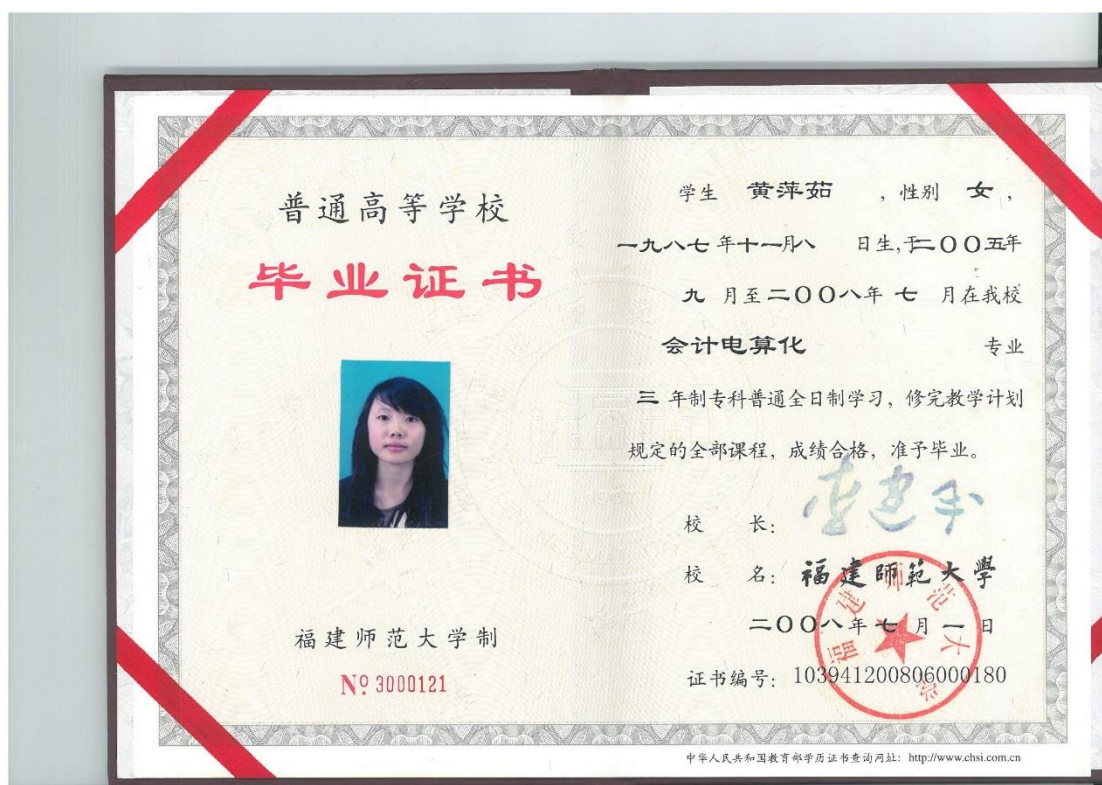 普通高等学校
毕业证书
福建师范大学制
Nº 3000121
学生 黄萍茹 ，性别 女，
一九八七年十一月八 日生,于二〇〇五年
九 月至二〇〇八年 七 月在我校
会计电算化 专业
三 年制专科普通全日制学习，修完教学计划
规定的全部课程，成绩合格，准予毕业。
校 长：
校 名：福建師範大學
二〇〇八年七月一日
证书编号：103941200806000180
福建师范大学
中华人民共和国教育部学历证书查询网址：http://www.chsi.com.cn